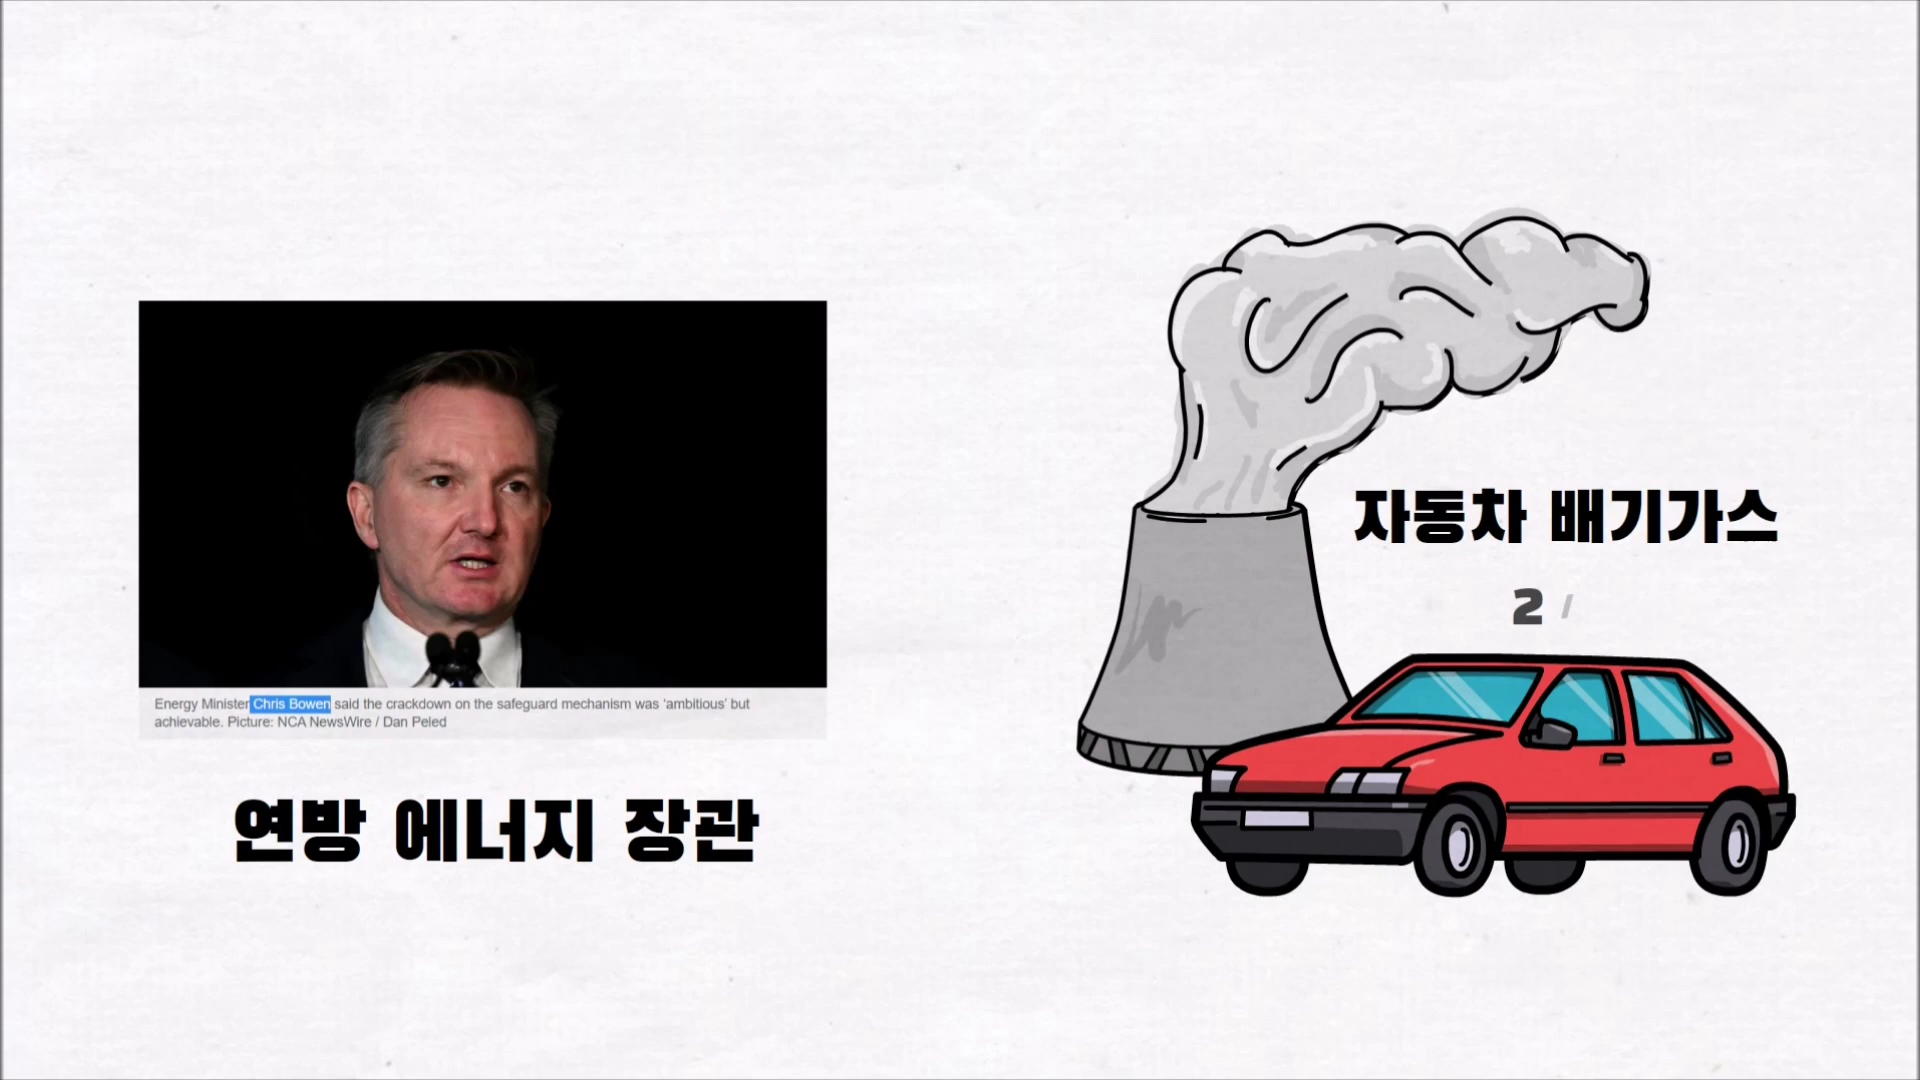 Energy Minister Chris Bowen said the crackdown on the safeguard mechanism was ‘ambitious’ but
achievable. Picture: NCA NewsWire / Dan Peled
연방 에너지 장관
자동차 배기가스
2